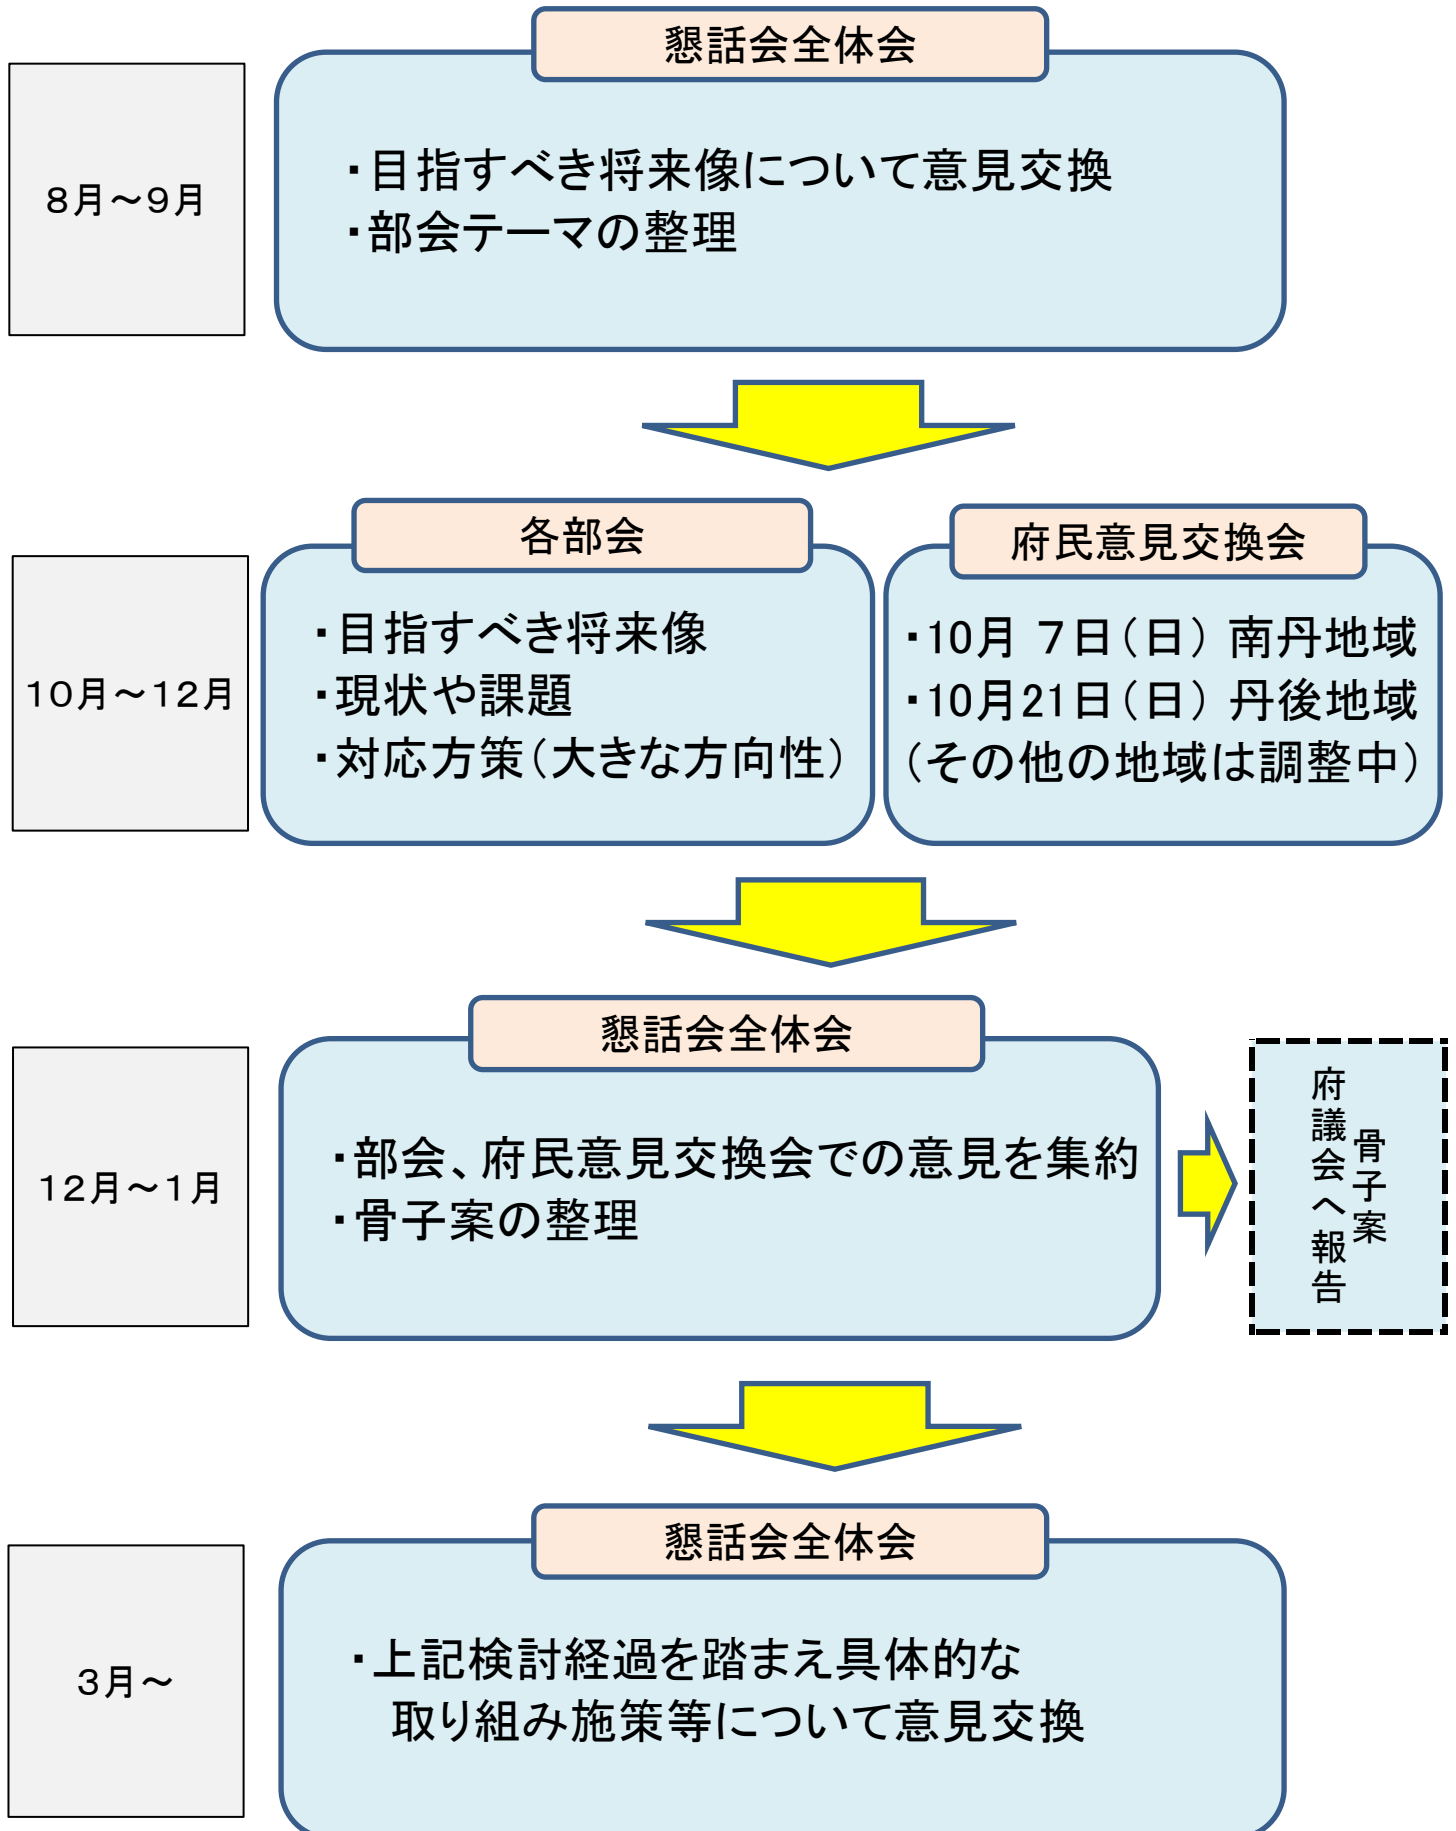 懇話会全体会
8月～9月
・目指すべき将来像について意見交換
・部会テーマの整理
各部会
府民意見交換会
10月～12月
・目指すべき将来像
・現状や課題
・対応方策（大きな方向性）
・10月 7日（日） 南丹地域
・10月21日（日） 丹後地域
（その他の地域は調整中）
懇話会全体会
12月～1月
・部会、府民意見交換会での意見を集約
・骨子案の整理
骨子案
府議会へ報告
懇話会全体会
3月～
・上記検討経過を踏まえ具体的な
取り組み施策等について意見交換